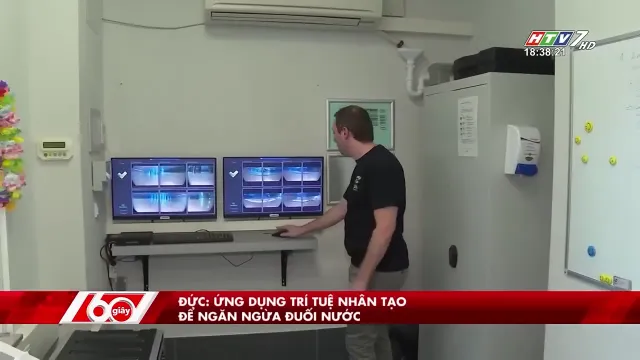 HTV7 HD
18:38:21
60 giây
ĐỨC: ỨNG DỤNG TRÍ TUỆ NHÂN TẠO
ĐỂ NGĂN NGỪA ĐUỐI NƯỚC